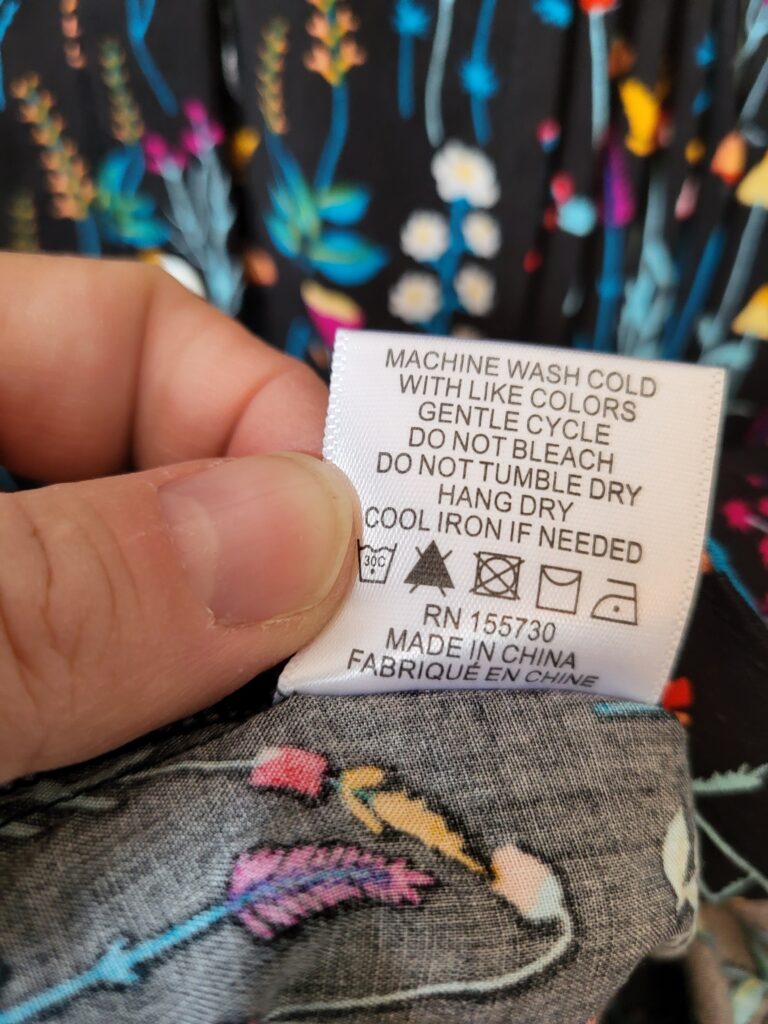 MACHINE WASH COLD
WITH LIKE COLORS
GENTLE CYCLE
DO NOT BLEACH
DO NOT TUMBLE DRY
HANG DRY
COOL IRON IF NEEDED
30C
RN 155730
MADE IN CHINA
FABRIQUÉ EN CHINE